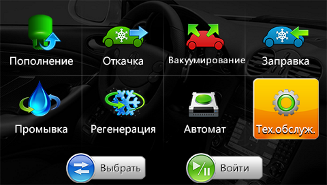 Пополнение Откачка Вакуумирование Заправка
Промывка Регенерация Автомат Тех.обслуж.
Выбрать Войти